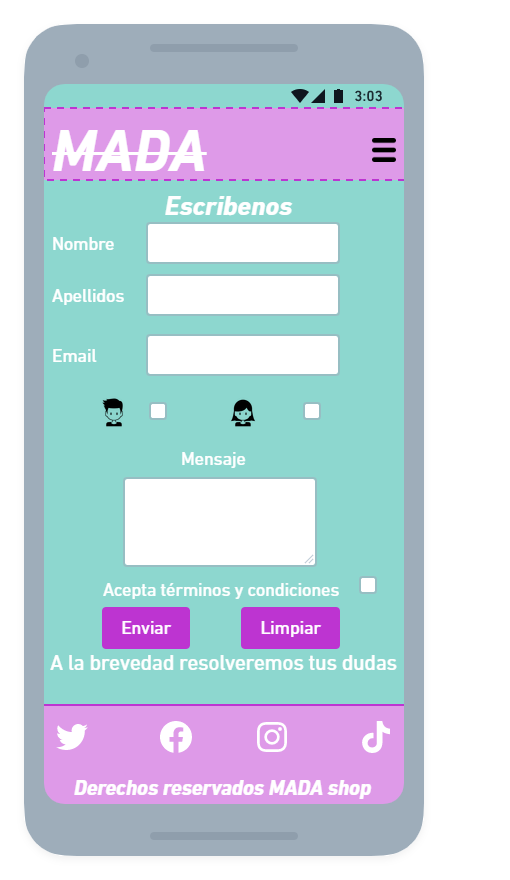 3:03
MADA
Escribenos
Nombre
Apellidos
Email
Mensaje
Acepta términos y condiciones
Enviar Limpiar
A la brevedad resolveremos tus dudas
Derechos reservados MADA shop